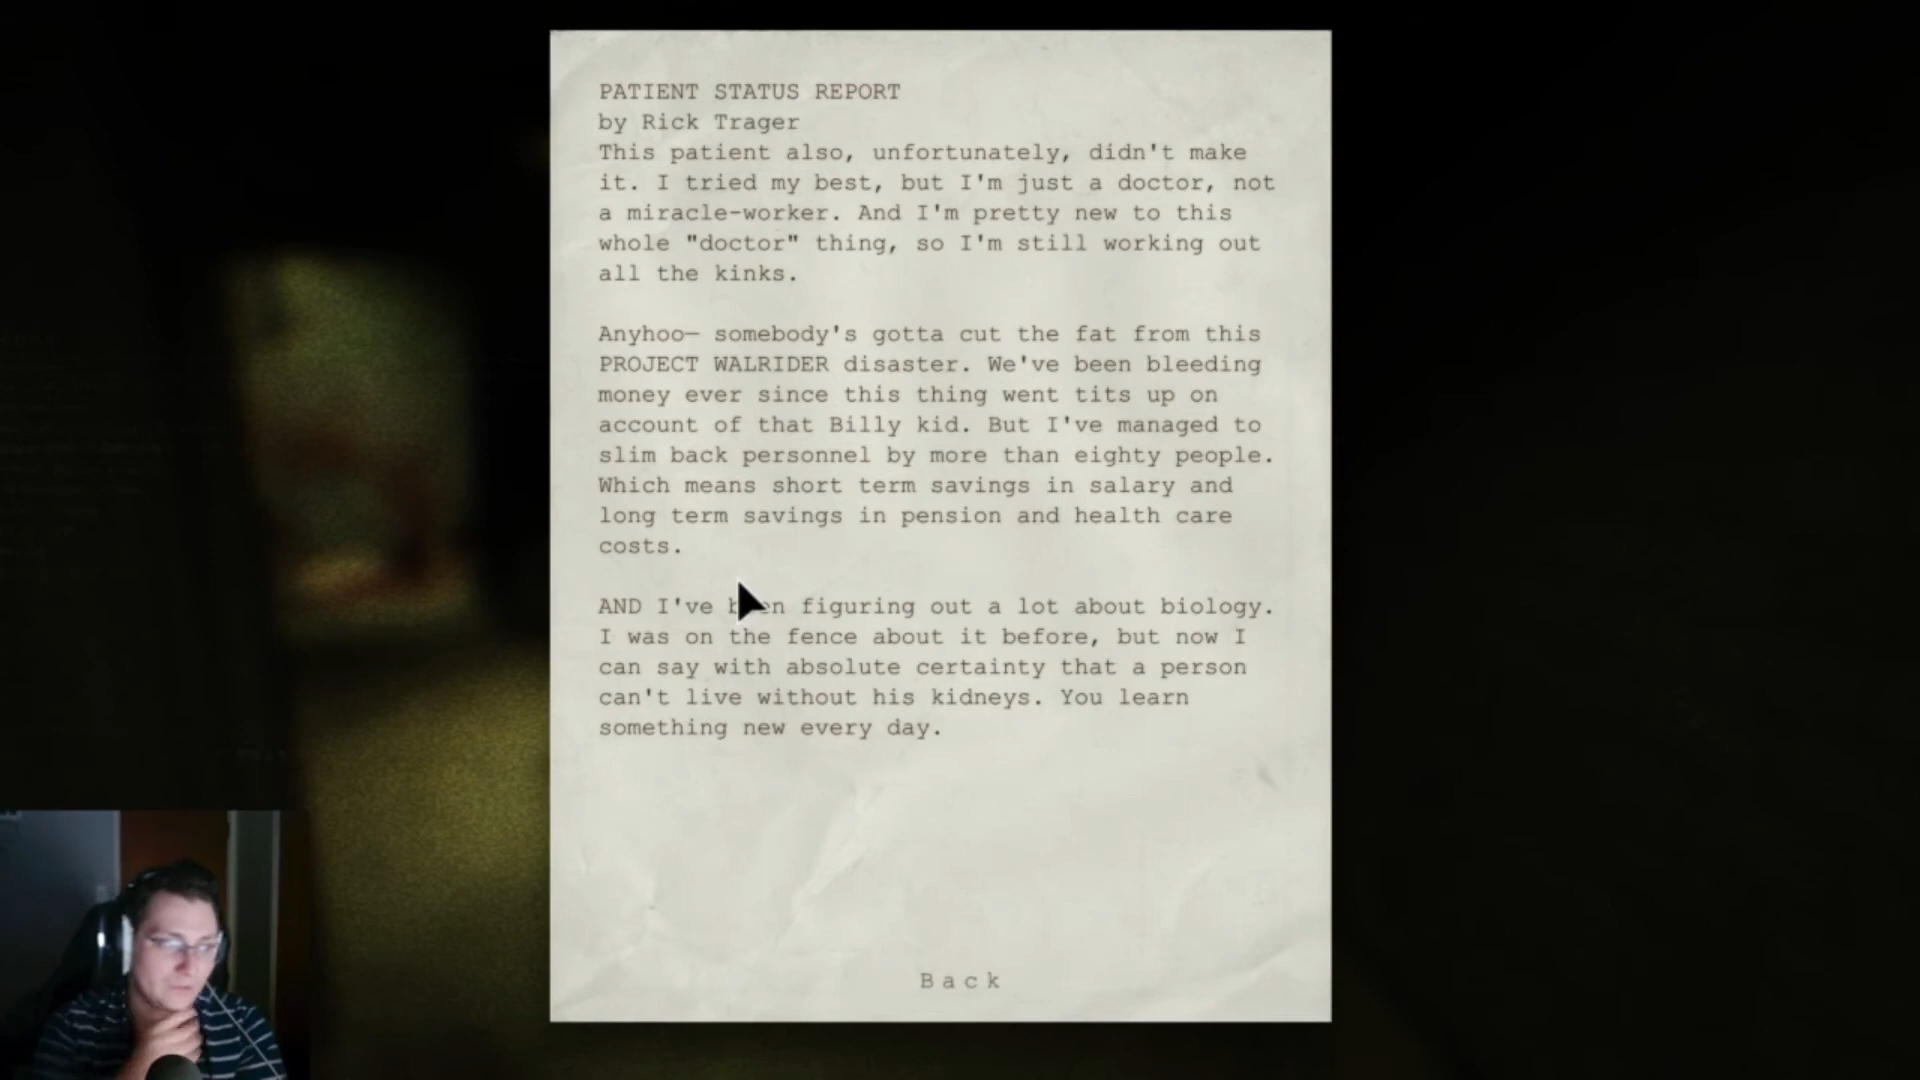 PATIENT STATUS REPORT
by Rick Trager
This patient also, unfortunately, didn't make
it. I tried my best, but I'm just a doctor, not
a miracle-worker. And I'm pretty new to this
whole "doctor" thing, so I'm still working out
all the kinks.
Anyhoo— somebody's gotta cut the fat from this
PROJECT WALRIDER disaster. We've been bleeding
money ever since this thing went tits up on
account of that Billy kid. But I've managed to
slim back personnel by more than eighty people.
Which means short term savings in salary and
long term savings in pension and health care
costs.
AND I've been figuring out a lot about biology.
I was on the fence about it before, but now I
can say with absolute certainty that a person
can't live without his kidneys. You learn
something new every day.
Back